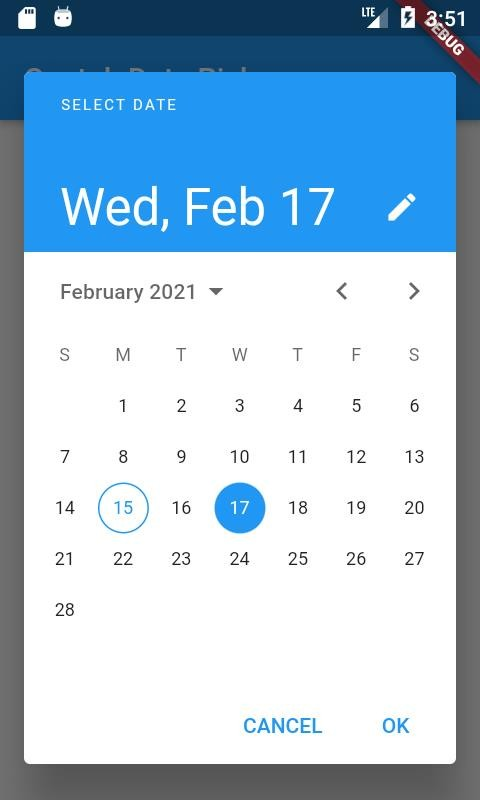 LTE 3:51
DEBUG
SELECT DATE
Wed, Feb 17
February 2021
S M T W T F S
1 2 3 4 5 6
7 8 9 10 11 12 13
14 15 16 17 18 19 20
21 22 23 24 25 26 27
28
CANCEL OK